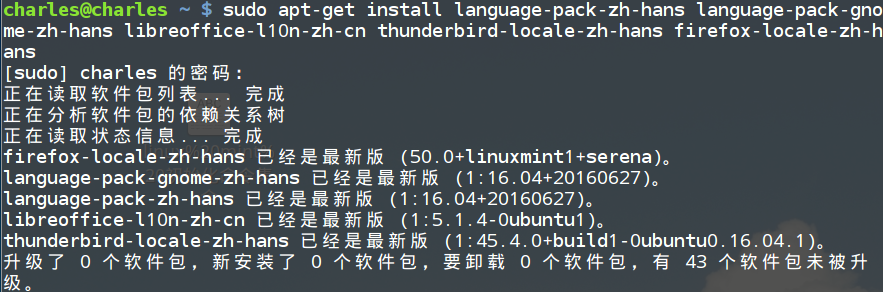 charles@charles ~ $ sudo apt-get install language-pack-zh-hans language-pack-gno
me-zh-hans libreoffice-l10n-zh-cn thunderbird-locale-zh-hans firefox-locale-zh-h
ans
[sudo] charles 的密码：
正在读取软件包列表... 完成
正在分析软件包的依赖关系树
正在读取状态信息... 完成
firefox-locale-zh-hans 已经是最新版 (50.0+linuxmint1+serena)。
language-pack-gnome-zh-hans 已经是最新版 (1:16.04+20160627)。
language-pack-zh-hans 已经是最新版 (1:16.04+20160627)。
libreoffice-l10n-zh-cn 已经是最新版 (1:5.1.4-0ubuntu1)。
thunderbird-locale-zh-hans 已经是最新版 (1:45.4.0+build1-0ubuntu0.16.04.1)。
升级了 0 个软件包，新安装了 0 个软件包，要卸载 0 个软件包，有 43 个软件包未被升
级。